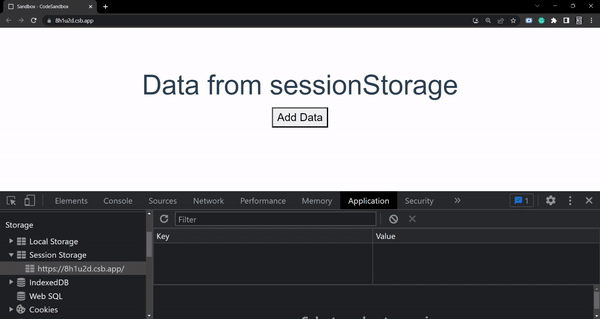 Sandbox - CodeSandbox
8h1u2d.csb.app
Data from sessionStorage
Add Data
Elements Console Sources Network Performance Memory Application Security 1
Storage
Filter
Key Value
Local Storage
Session Storage
https://8h1u2d.csb.app/
IndexedDB
Web SQL
Cookies